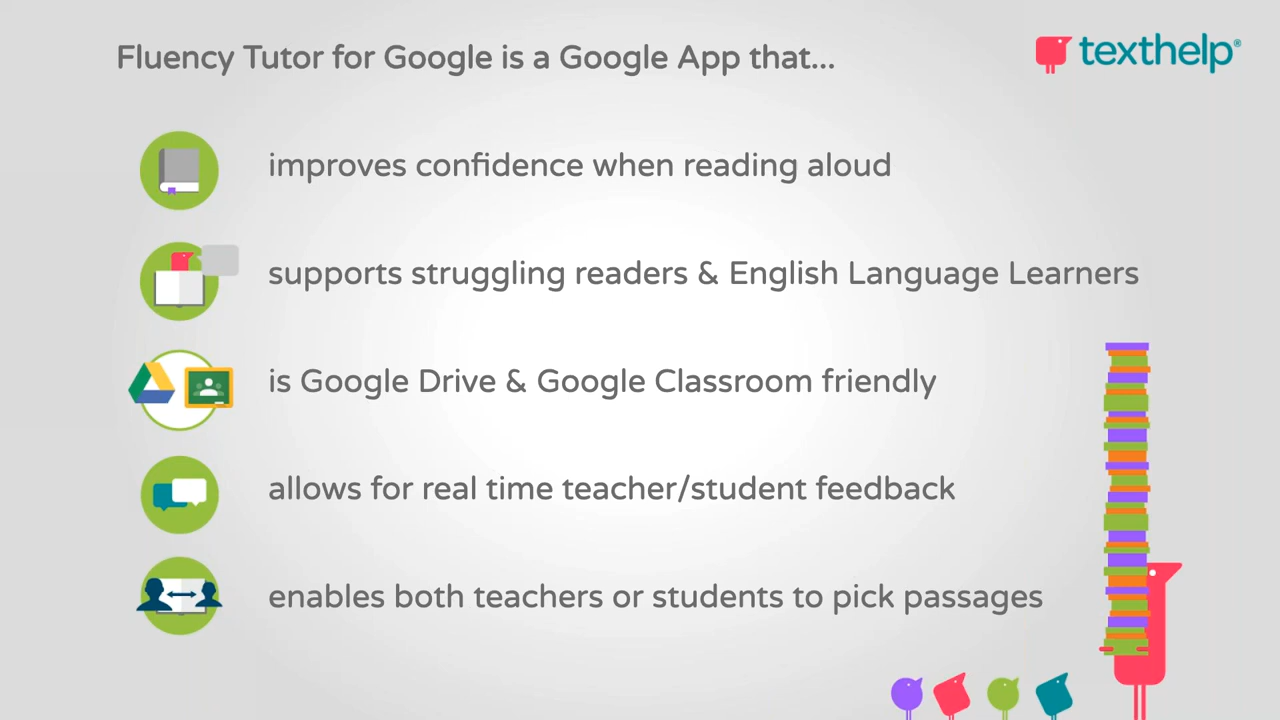 Fluency Tutor for Google is a Google App that...
texthelp®
improves confidence when reading aloud
supports struggling readers & English Language Learners
is Google Drive & Google Classroom friendly
allows for real time teacher/student feedback
enables both teachers or students to pick passages